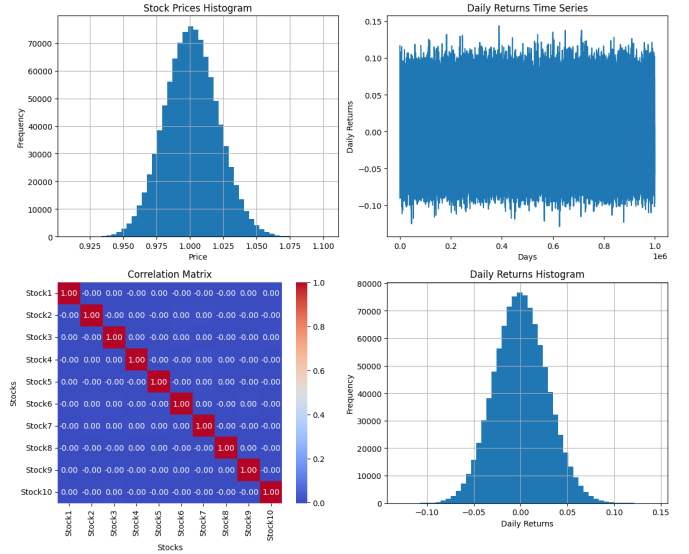 Stock Prices Histogram
70000
60000
50000
40000
30000
20000
10000
0
Frequency
0.925 0.950 0.975 1.000 1.025 1.050 1.075 1.100
Price
Daily Returns Time Series
0.15
0.10
0.05
0.00
−0.05
−0.10
Daily Returns
0.0 0.2 0.4 0.6 0.8 1.0
1e6
Days
Correlation Matrix
Stock1 1.00 -0.00 0.00 -0.00 0.00 -0.00 0.00 -0.00 0.00 0.00
Stock2 -0.00 1.00 -0.00 0.00 -0.00 -0.00 -0.00 0.00 -0.00 -0.00
Stock3 0.00 -0.00 1.00 0.00 -0.00 -0.00 -0.00 -0.00 0.00 -0.00
Stock4 -0.00 0.00 0.00 1.00 0.00 0.00 0.00 -0.00 0.00 -0.00
Stock5 0.00 -0.00 -0.00 0.00 1.00 -0.00 0.00 -0.00 -0.00 -0.00
Stock6 -0.00 -0.00 -0.00 0.00 -0.00 1.00 -0.00 0.00 0.00 0.00
Stock7 0.00 -0.00 -0.00 0.00 0.00 -0.00 1.00 -0.00 0.00 0.00
Stock8 -0.00 0.00 -0.00 -0.00 -0.00 0.00 -0.00 1.00 -0.00 -0.00
Stock9 0.00 -0.00 0.00 0.00 -0.00 0.00 0.00 -0.00 1.00 -0.00
Stock10 0.00 -0.00 -0.00 -0.00 -0.00 0.00 0.00 -0.00 -0.00 1.00
Stocks
Stock1 Stock2 Stock3 Stock4 Stock5 Stock6 Stock7 Stock8 Stock9 Stock10
Stocks
1.0
0.8
0.6
0.4
0.2
0.0
Daily Returns Histogram
80000
70000
60000
50000
40000
30000
20000
10000
0
Frequency
−0.10 −0.05 0.00 0.05 0.10 0.15
Daily Returns